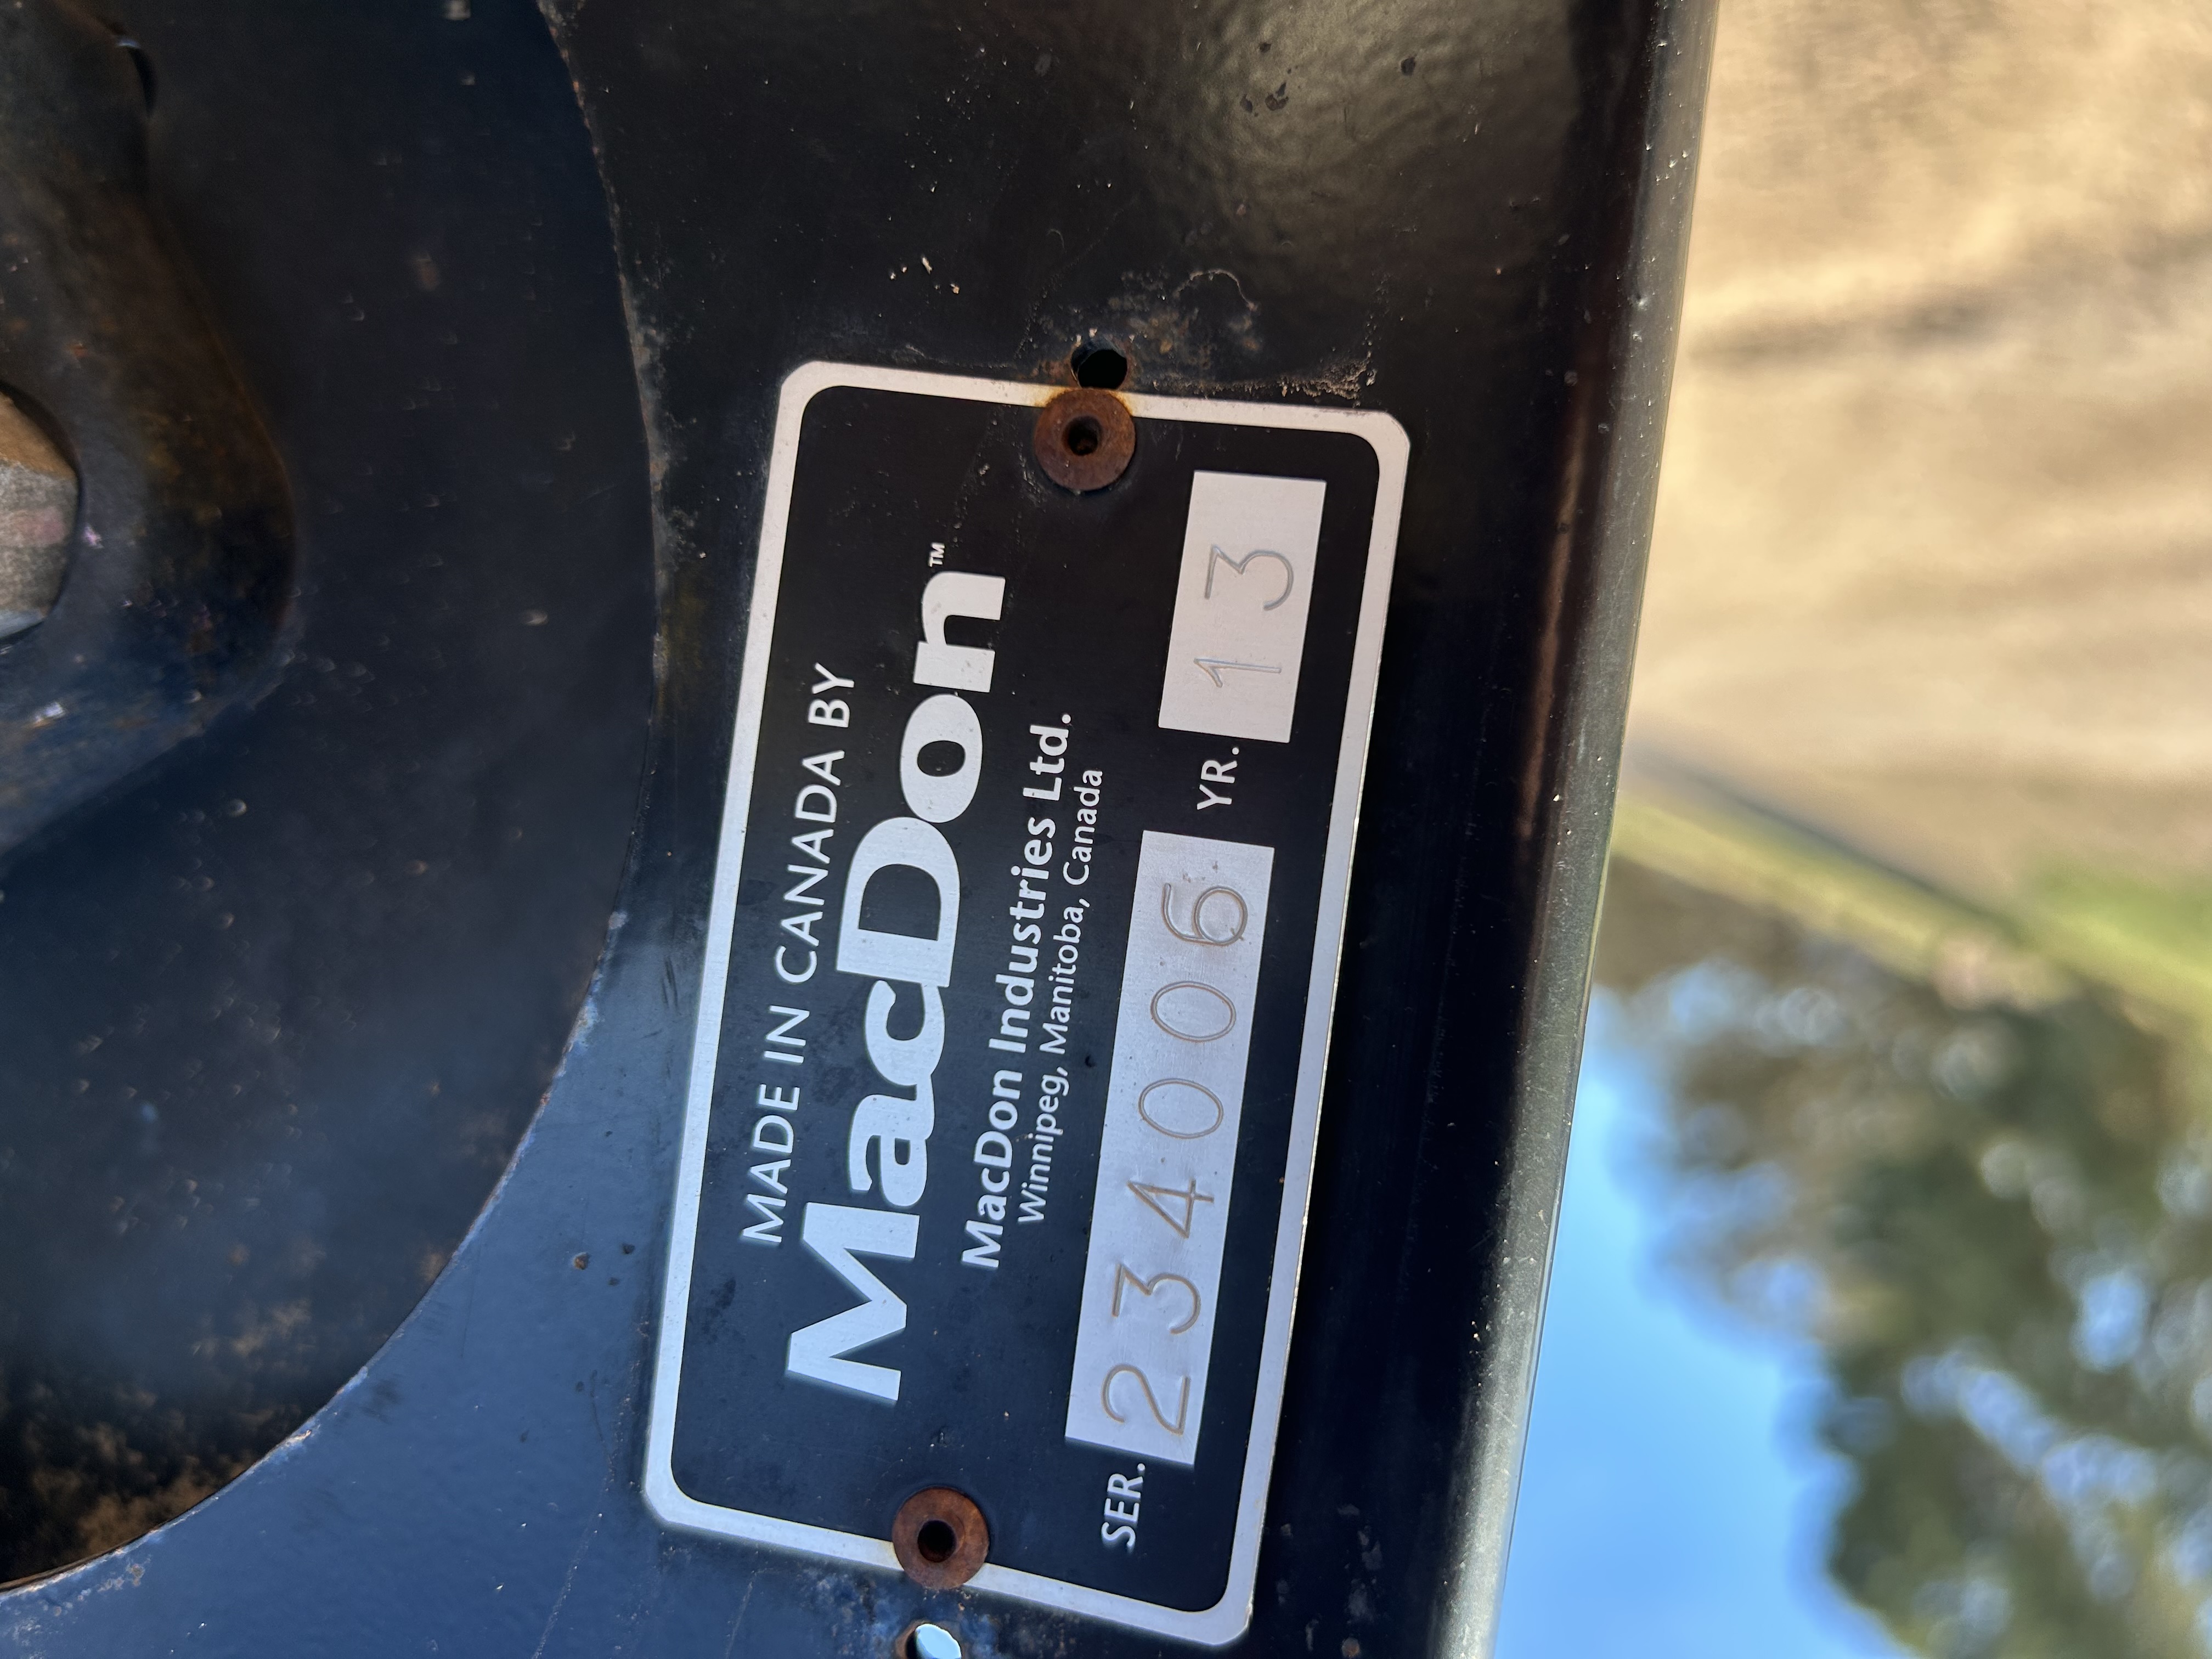 MADE IN CANADA BY
MacDon™
MacDon Industries Ltd.
Winnipeg, Manitoba, Canada
SER. 234006 YR. 13